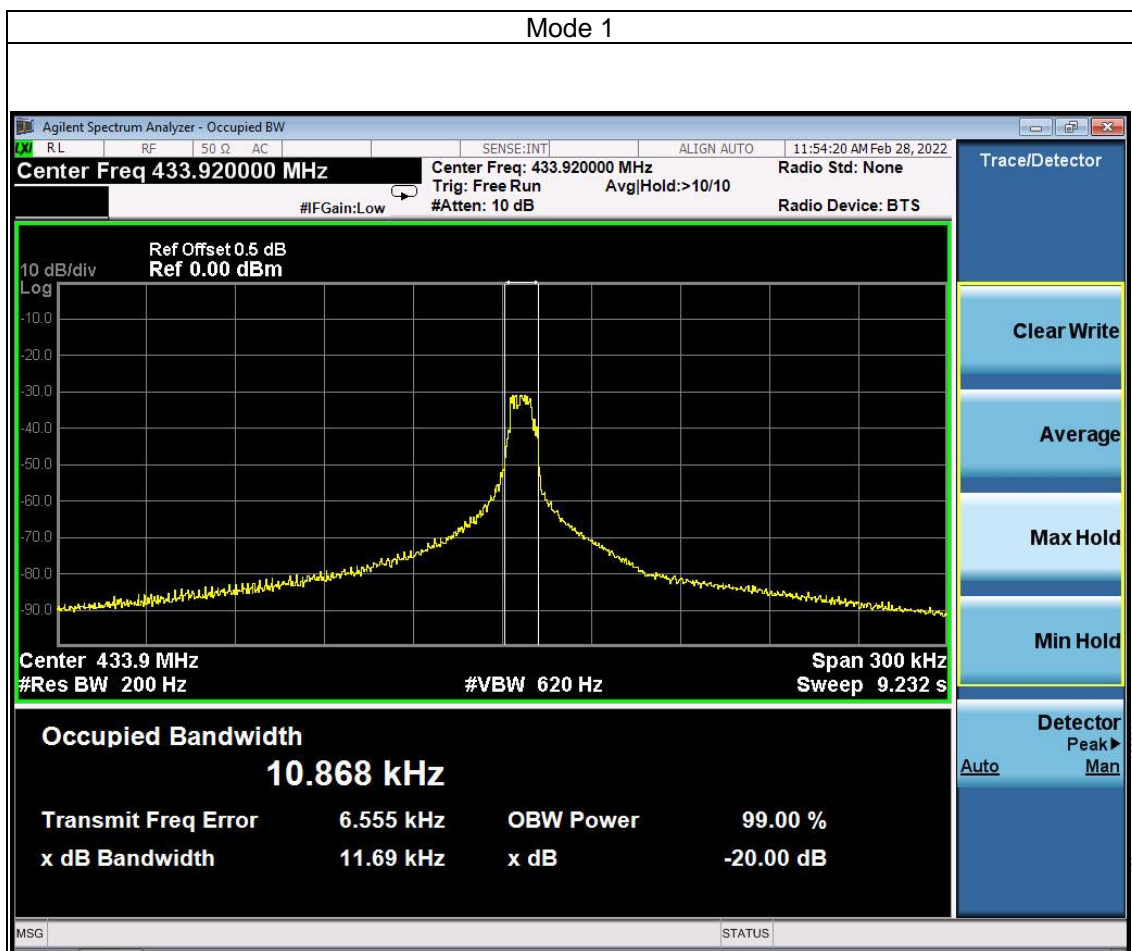 Mode 1
Agilent Spectrum Analyzer - Occupied BW
LXI RL RF 50 Ω AC SENSE:INT ALIGN AUTO 11:54:20 AM Feb 28, 2022
Center Freq 433.920000 MHz
Center Freq: 433.920000 MHz Radio Std: None
Trig: Free Run Avg|Hold:>10/10
#IFGain:Low #Atten: 10 dB Radio Device: BTS
Trace/Detector
Ref Offset 0.5 dB
10 dB/div Ref 0.00 dBm
Log
-10.0
-20.0
-30.0
-40.0
-50.0
-60.0
-70.0
-80.0
-90.0
Center 433.9 MHz Span 300 kHz
#Res BW 200 Hz #VBW 620 Hz Sweep 9.232 s
Clear Write
Average
Max Hold
Min Hold
Detector
Peak▶
Auto Man
Occupied Bandwidth
10.868 kHz
Transmit Freq Error 6.555 kHz OBW Power 99.00 %
x dB Bandwidth 11.69 kHz x dB -20.00 dB
MSG STATUS